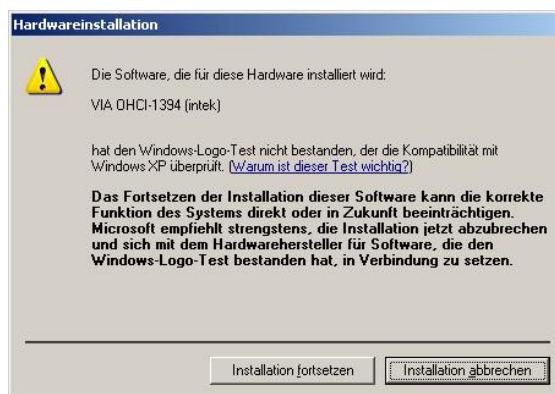 Hardwareinstallation
Die Software, die für diese Hardware installiert wird:
VIA OHCI-1394 (intek)
hat den Windows-Logo-Test nicht bestanden, der die Kompatibilität mit
Windows XP überprüft. (Warum ist dieser Test wichtig?)
Das Fortsetzen der Installation dieser Software kann die korrekte
Funktion des Systems direkt oder in Zukunft beeinträchtigen.
Microsoft empfiehlt strengstens, die Installation jetzt abzubrechen
und sich mit dem Hardwarehersteller für Software, die den
Windows-Logo-Test bestanden hat, in Verbindung zu setzen.
Installation fortsetzen
Installation abbrechen